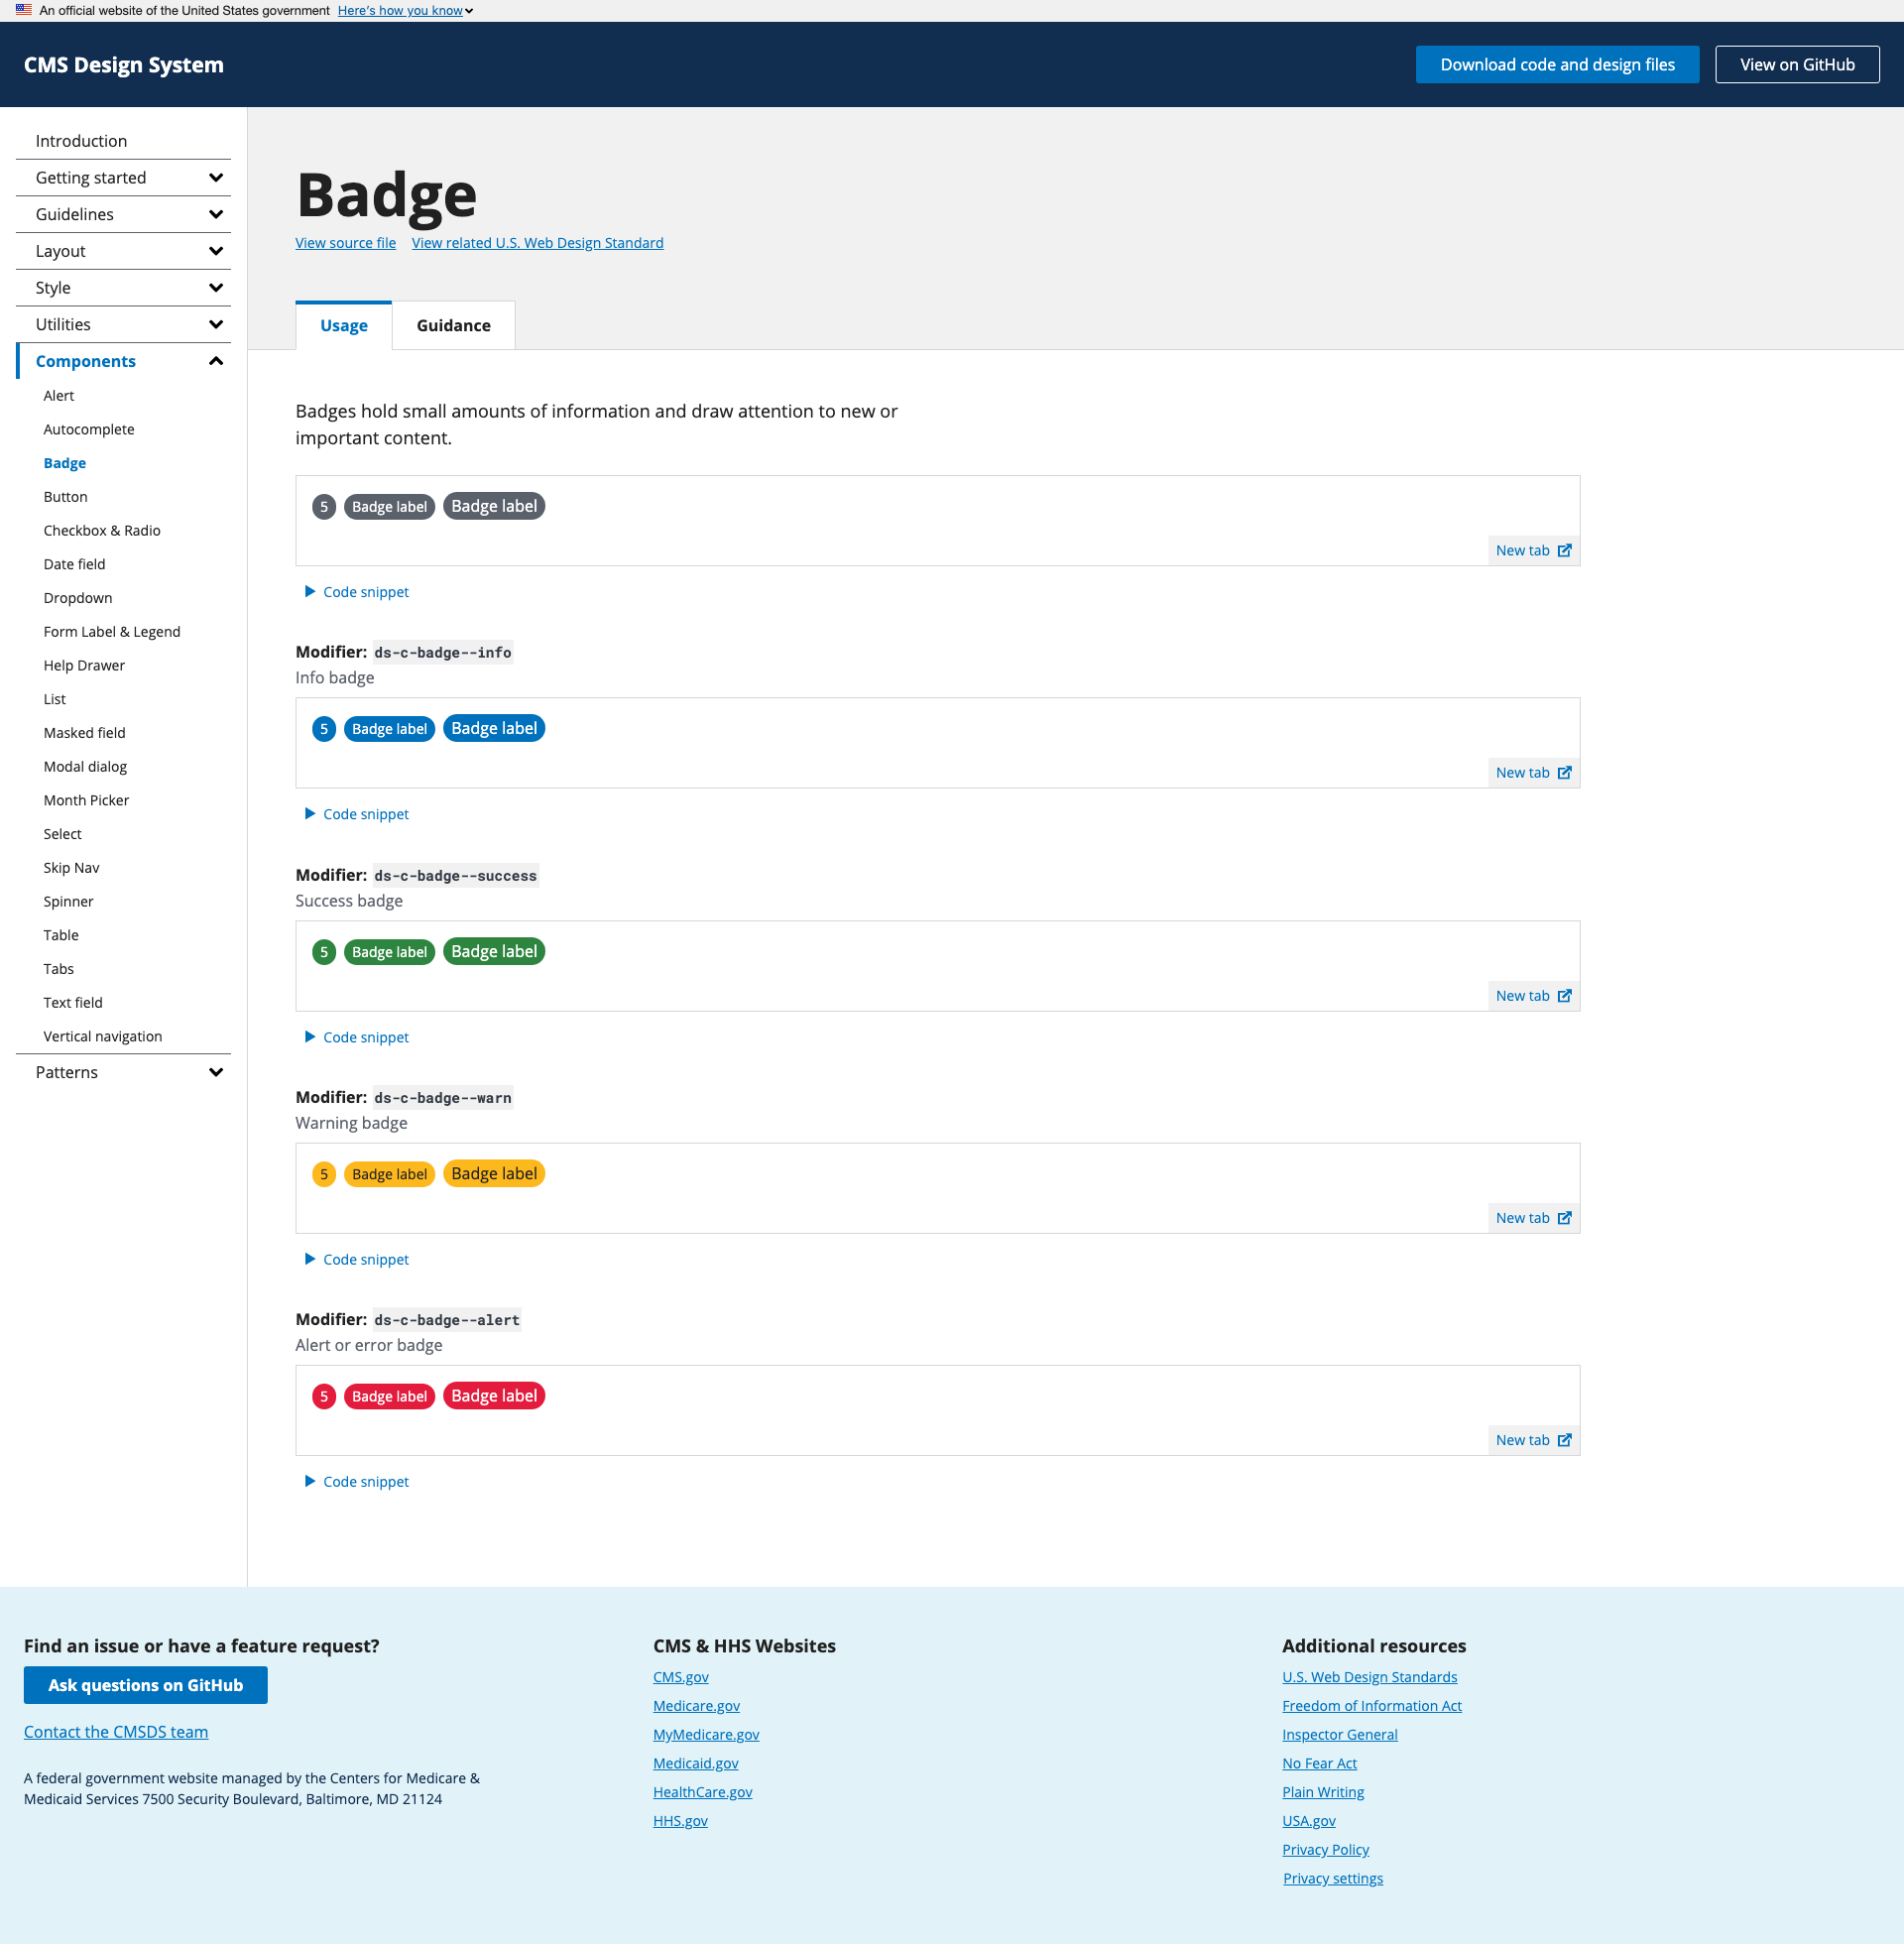 An official website of the United States government Here's how you know
CMS Design System
Download code and design files
View on GitHub
Introduction
Getting started
Guidelines
Layout
Style
Utilities
Components
Alert
Autocomplete
Badge
Button
Checkbox & Radio
Date field
Dropdown
Form Label & Legend
Help Drawer
List
Masked field
Modal dialog
Month Picker
Select
Skip Nav
Spinner
Table
Tabs
Text field
Vertical navigation
Patterns
Badge
View source file View related U.S. Web Design Standard
Usage Guidance
Badges hold small amounts of information and draw attention to new or
important content.
5 Badge label Badge label
New tab
Code snippet
Modifier: ds-c-badge--info
Info badge
5 Badge label Badge label
New tab
Code snippet
Modifier: ds-c-badge--success
Success badge
5 Badge label Badge label
New tab
Code snippet
Modifier: ds-c-badge--warn
Warning badge
5 Badge label Badge label
New tab
Code snippet
Modifier: ds-c-badge--alert
Alert or error badge
5 Badge label Badge label
New tab
Code snippet
Find an issue or have a feature request?
Ask questions on GitHub
Contact the CMSDS team
A federal government website managed by the Centers for Medicare &
Medicaid Services 7500 Security Boulevard, Baltimore, MD 21124
CMS & HHS Websites
CMS.gov
Medicare.gov
MyMedicare.gov
Medicaid.gov
HealthCare.gov
HHS.gov
Additional resources
U.S. Web Design Standards
Freedom of Information Act
Inspector General
No Fear Act
Plain Writing
USA.gov
Privacy Policy
Privacy settings